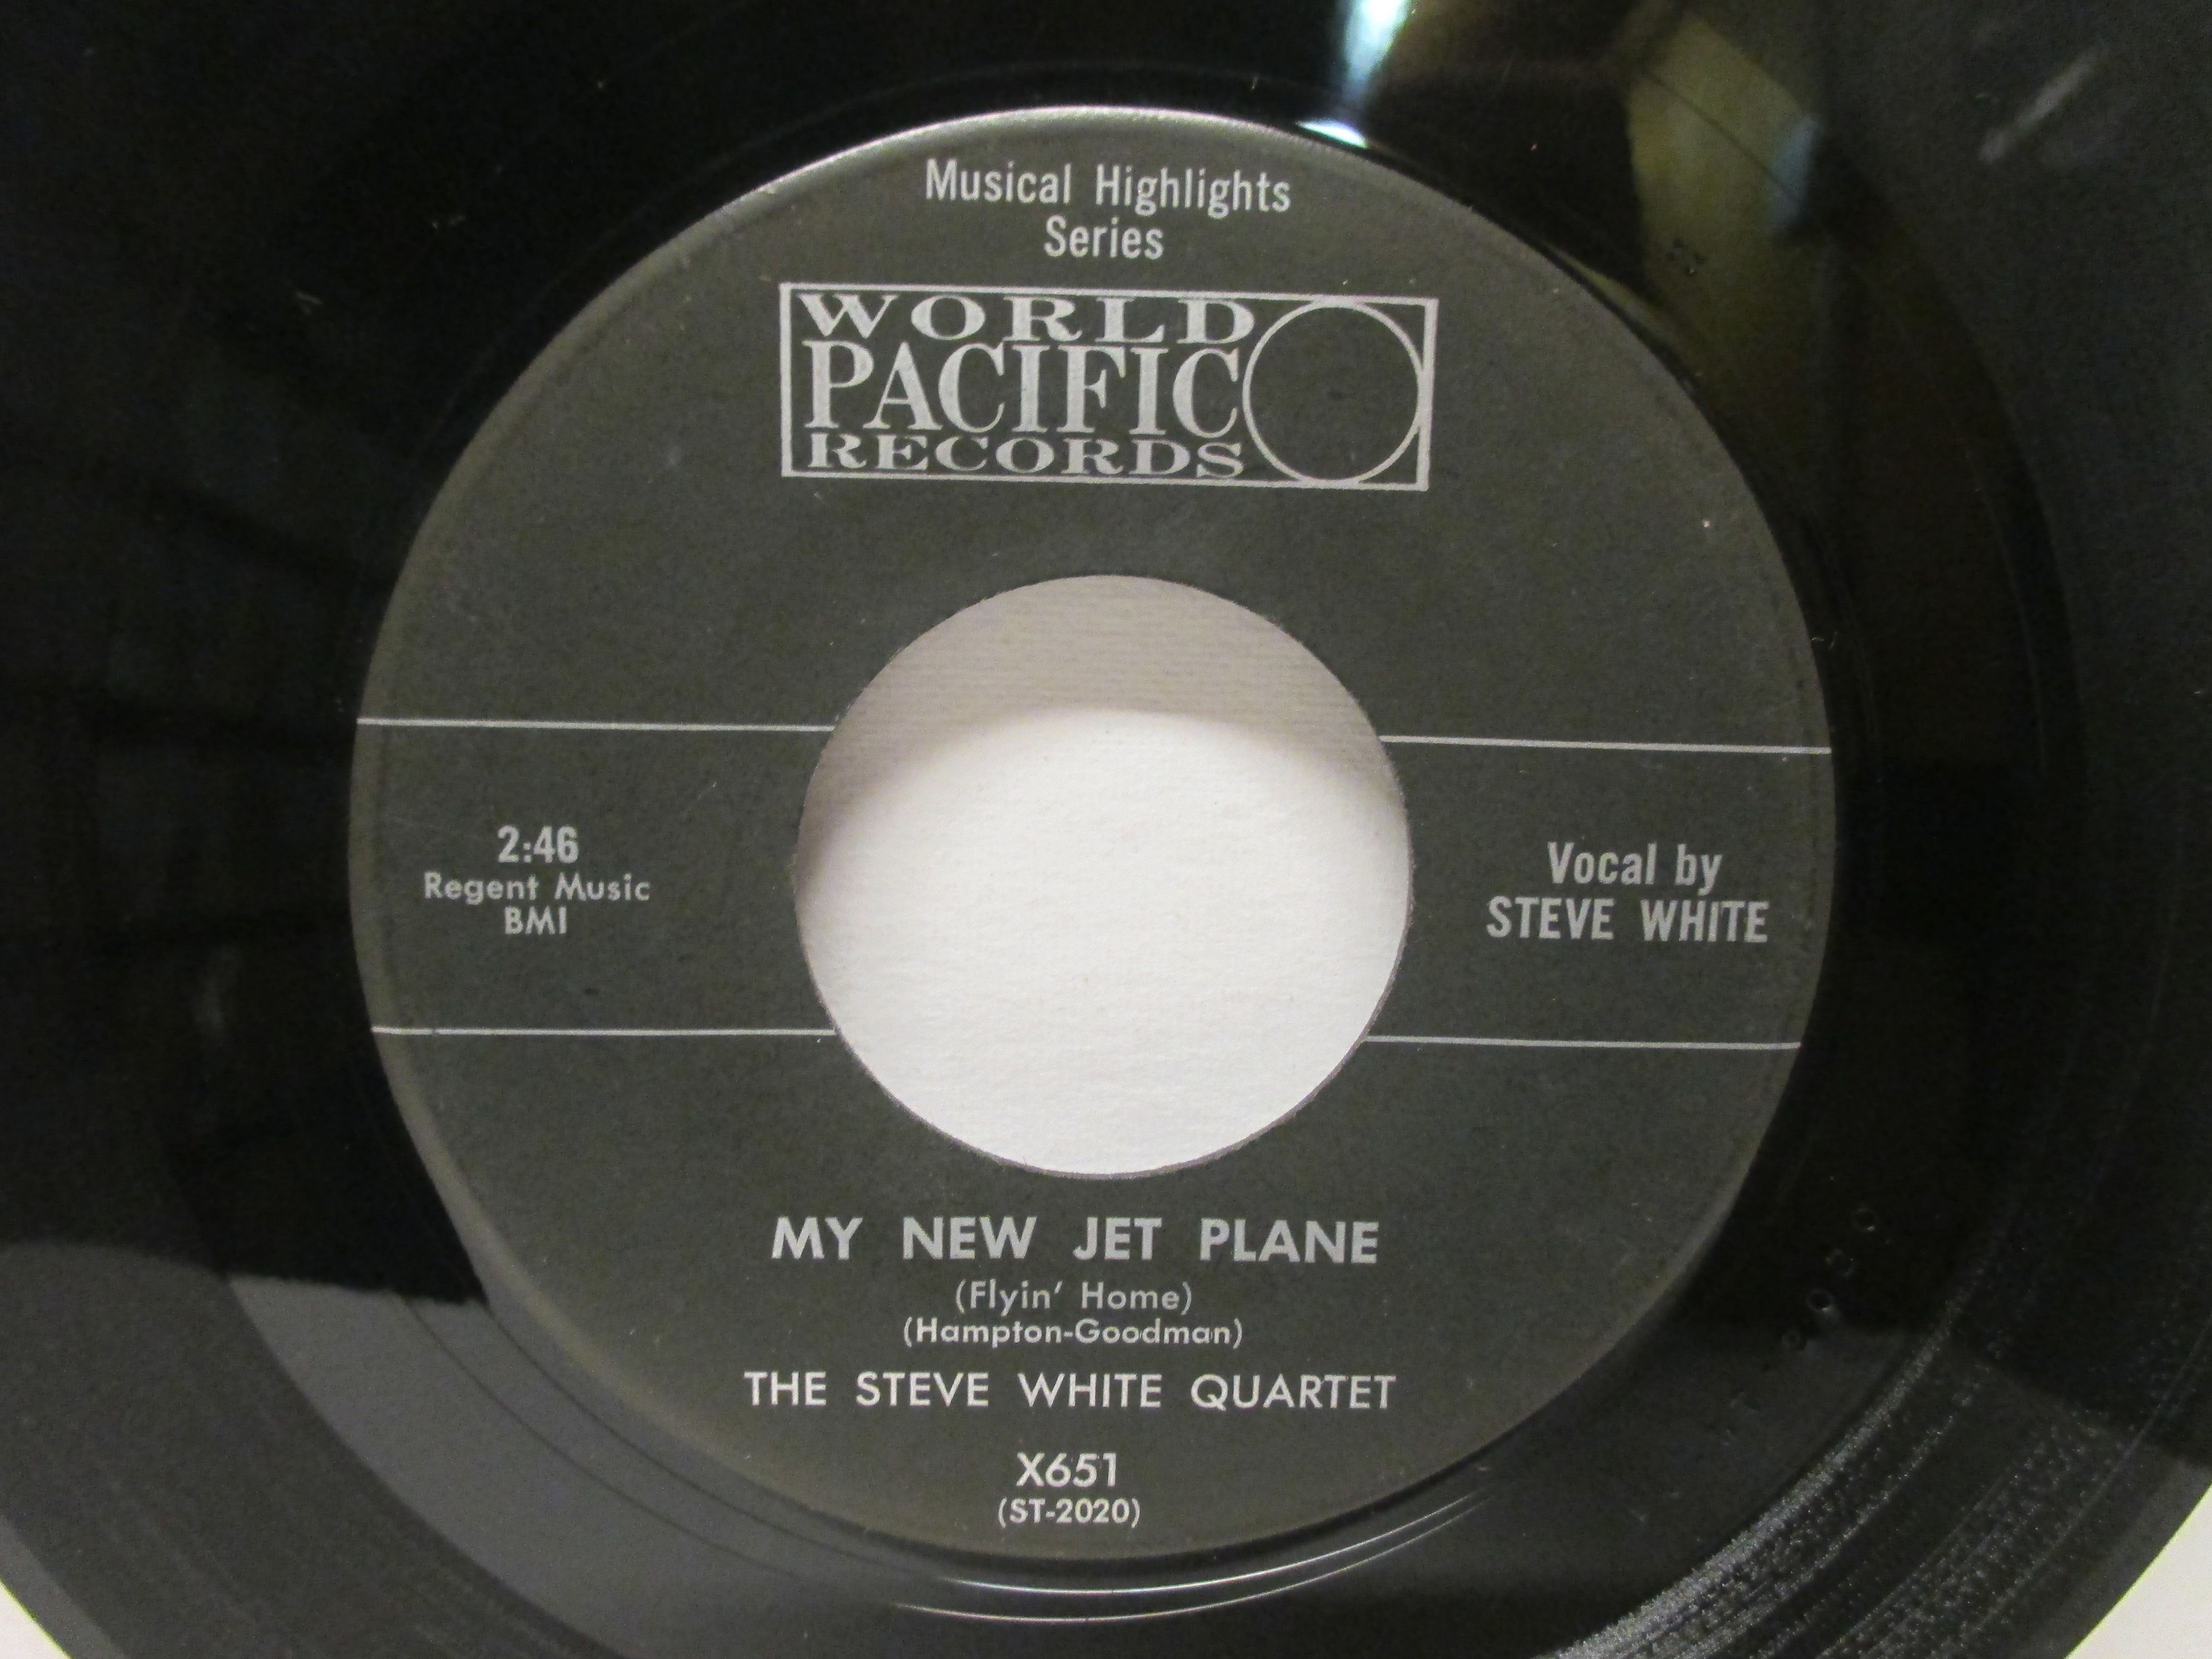 Musical Highlights
Series
WORLD
PACIFIC
RECORDS
2:46
Regent Music
BMI
Vocal by
STEVE WHITE
MY NEW JET PLANE
(Flyin' Home)
(Hampton-Goodman)
THE STEVE WHITE QUARTET
X651
(ST-2020)